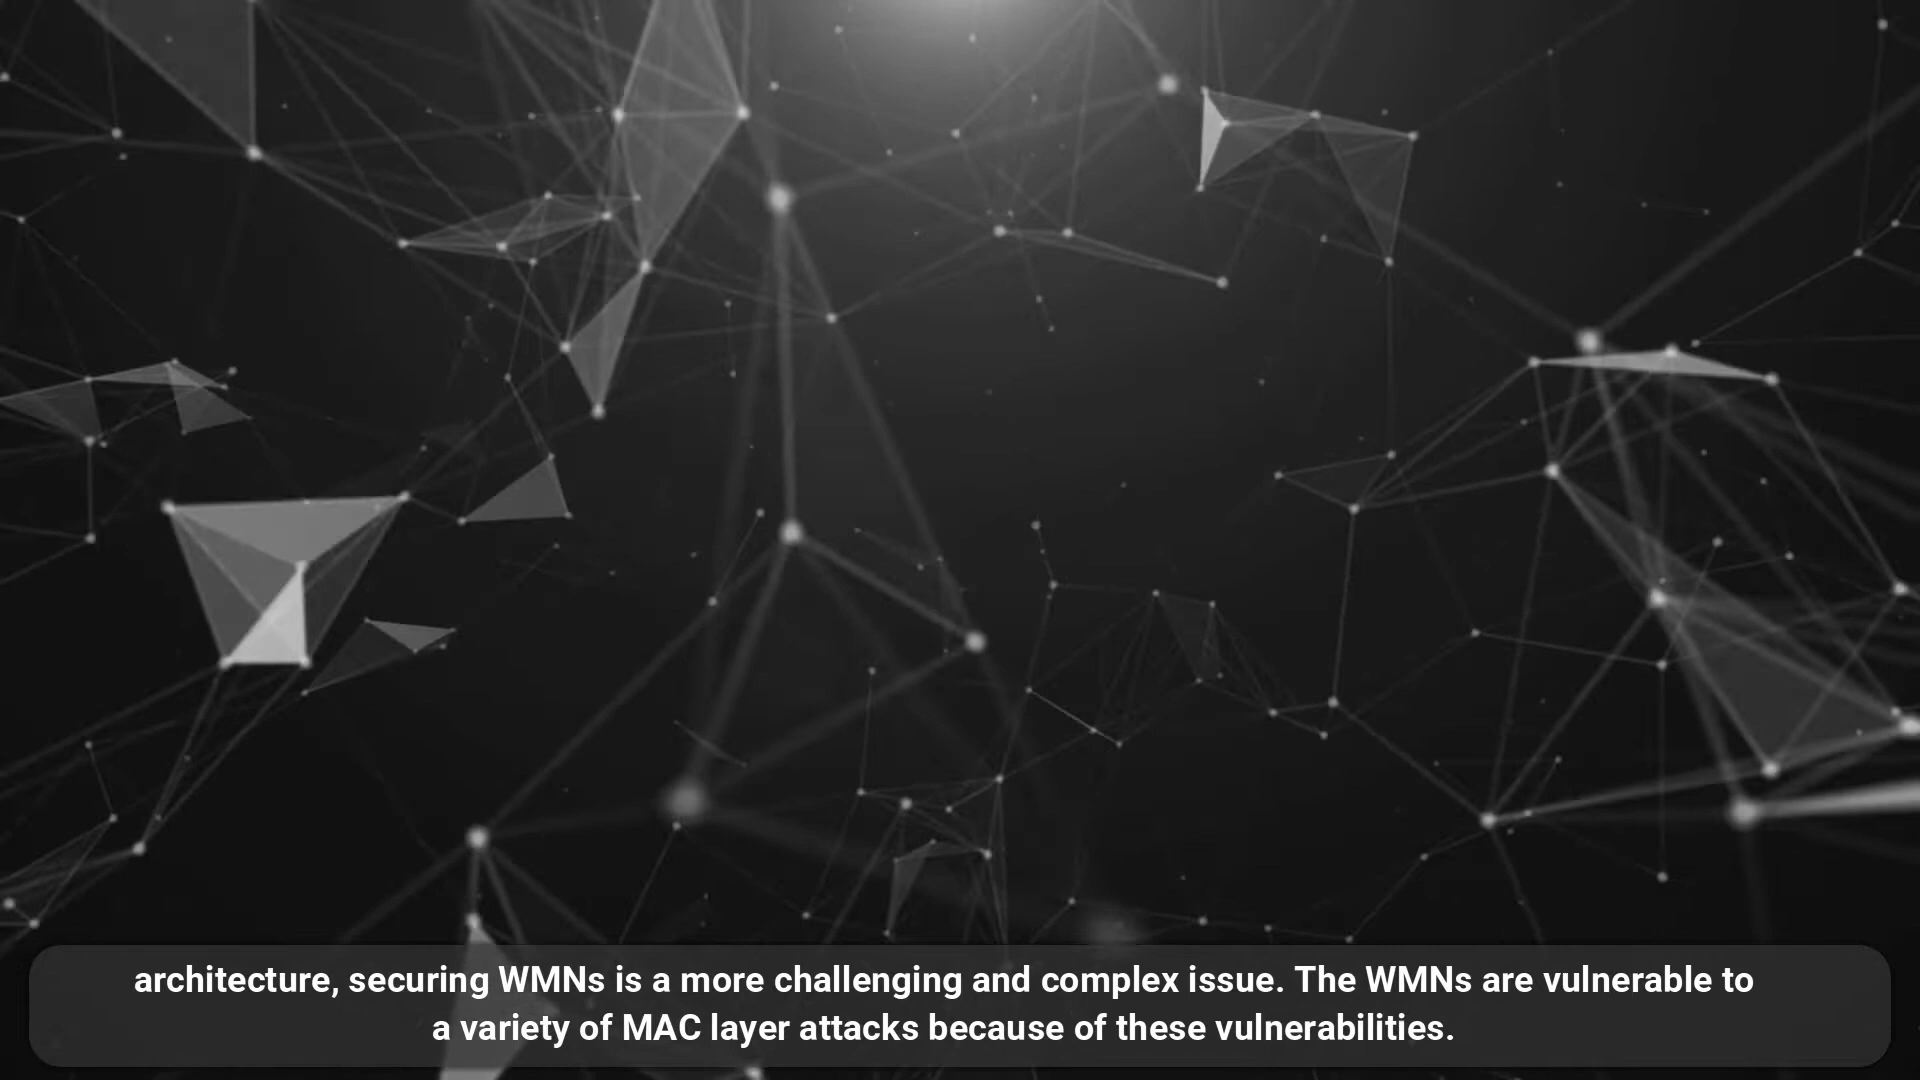 architecture, securing WMNs is a more challenging and complex issue. The WMNs are vulnerable to
a variety of MAC layer attacks because of these vulnerabilities.